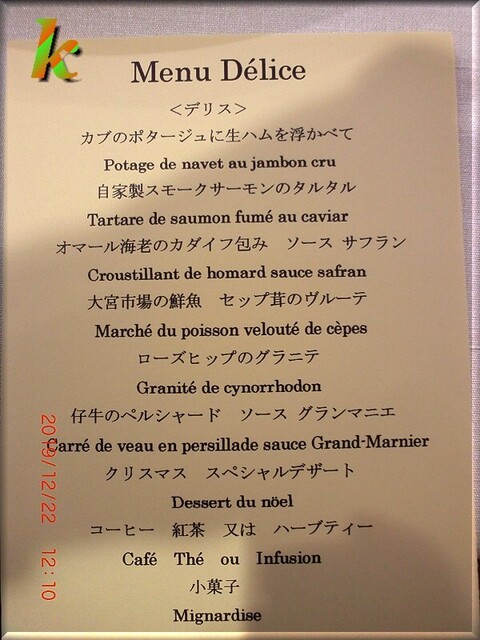 k
Menu Délice
＜デリス＞
カブのポタージュに生ハムを浮かべて
Potage de navet au jambon cru
自家製スモークサーモンのタルタル
Tartare de saumon fumé au caviar
オマール海老のカダイフ包み　ソース サフラン
Croustillant de homard sauce safran
大宮市場の鮮魚　セップ茸のヴルーテ
Marché du poisson velouté de cèpes
ローズヒップのグラニテ
Granité de cynorrhodon
仔牛のペルシャード　ソース グランマニエ
Carré de veau en persillade sauce Grand-Marnier
クリスマス　スペシャルデザート
Dessert du nöel
コーヒー　紅茶　又は　ハーブティー
Café　Thé　ou　Infusion
小菓子
Mignardise
2019/12/22 12:10